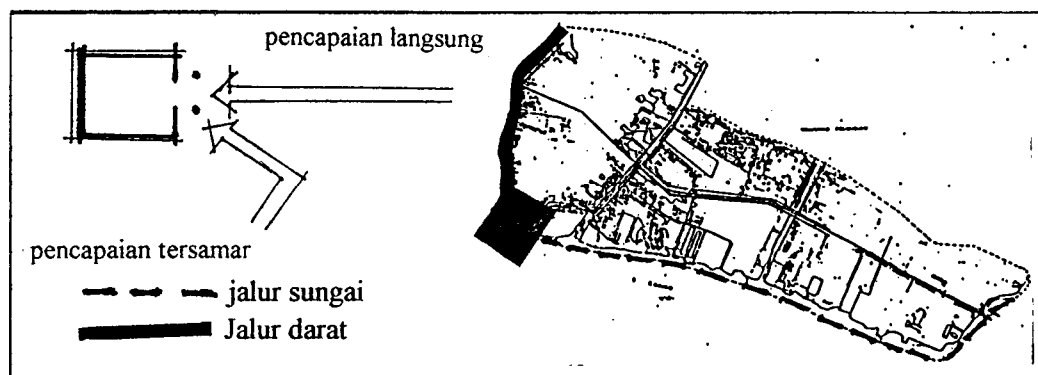 pencapaian langsung
pencapaian tersamar
jalur sungai
Jalur darat